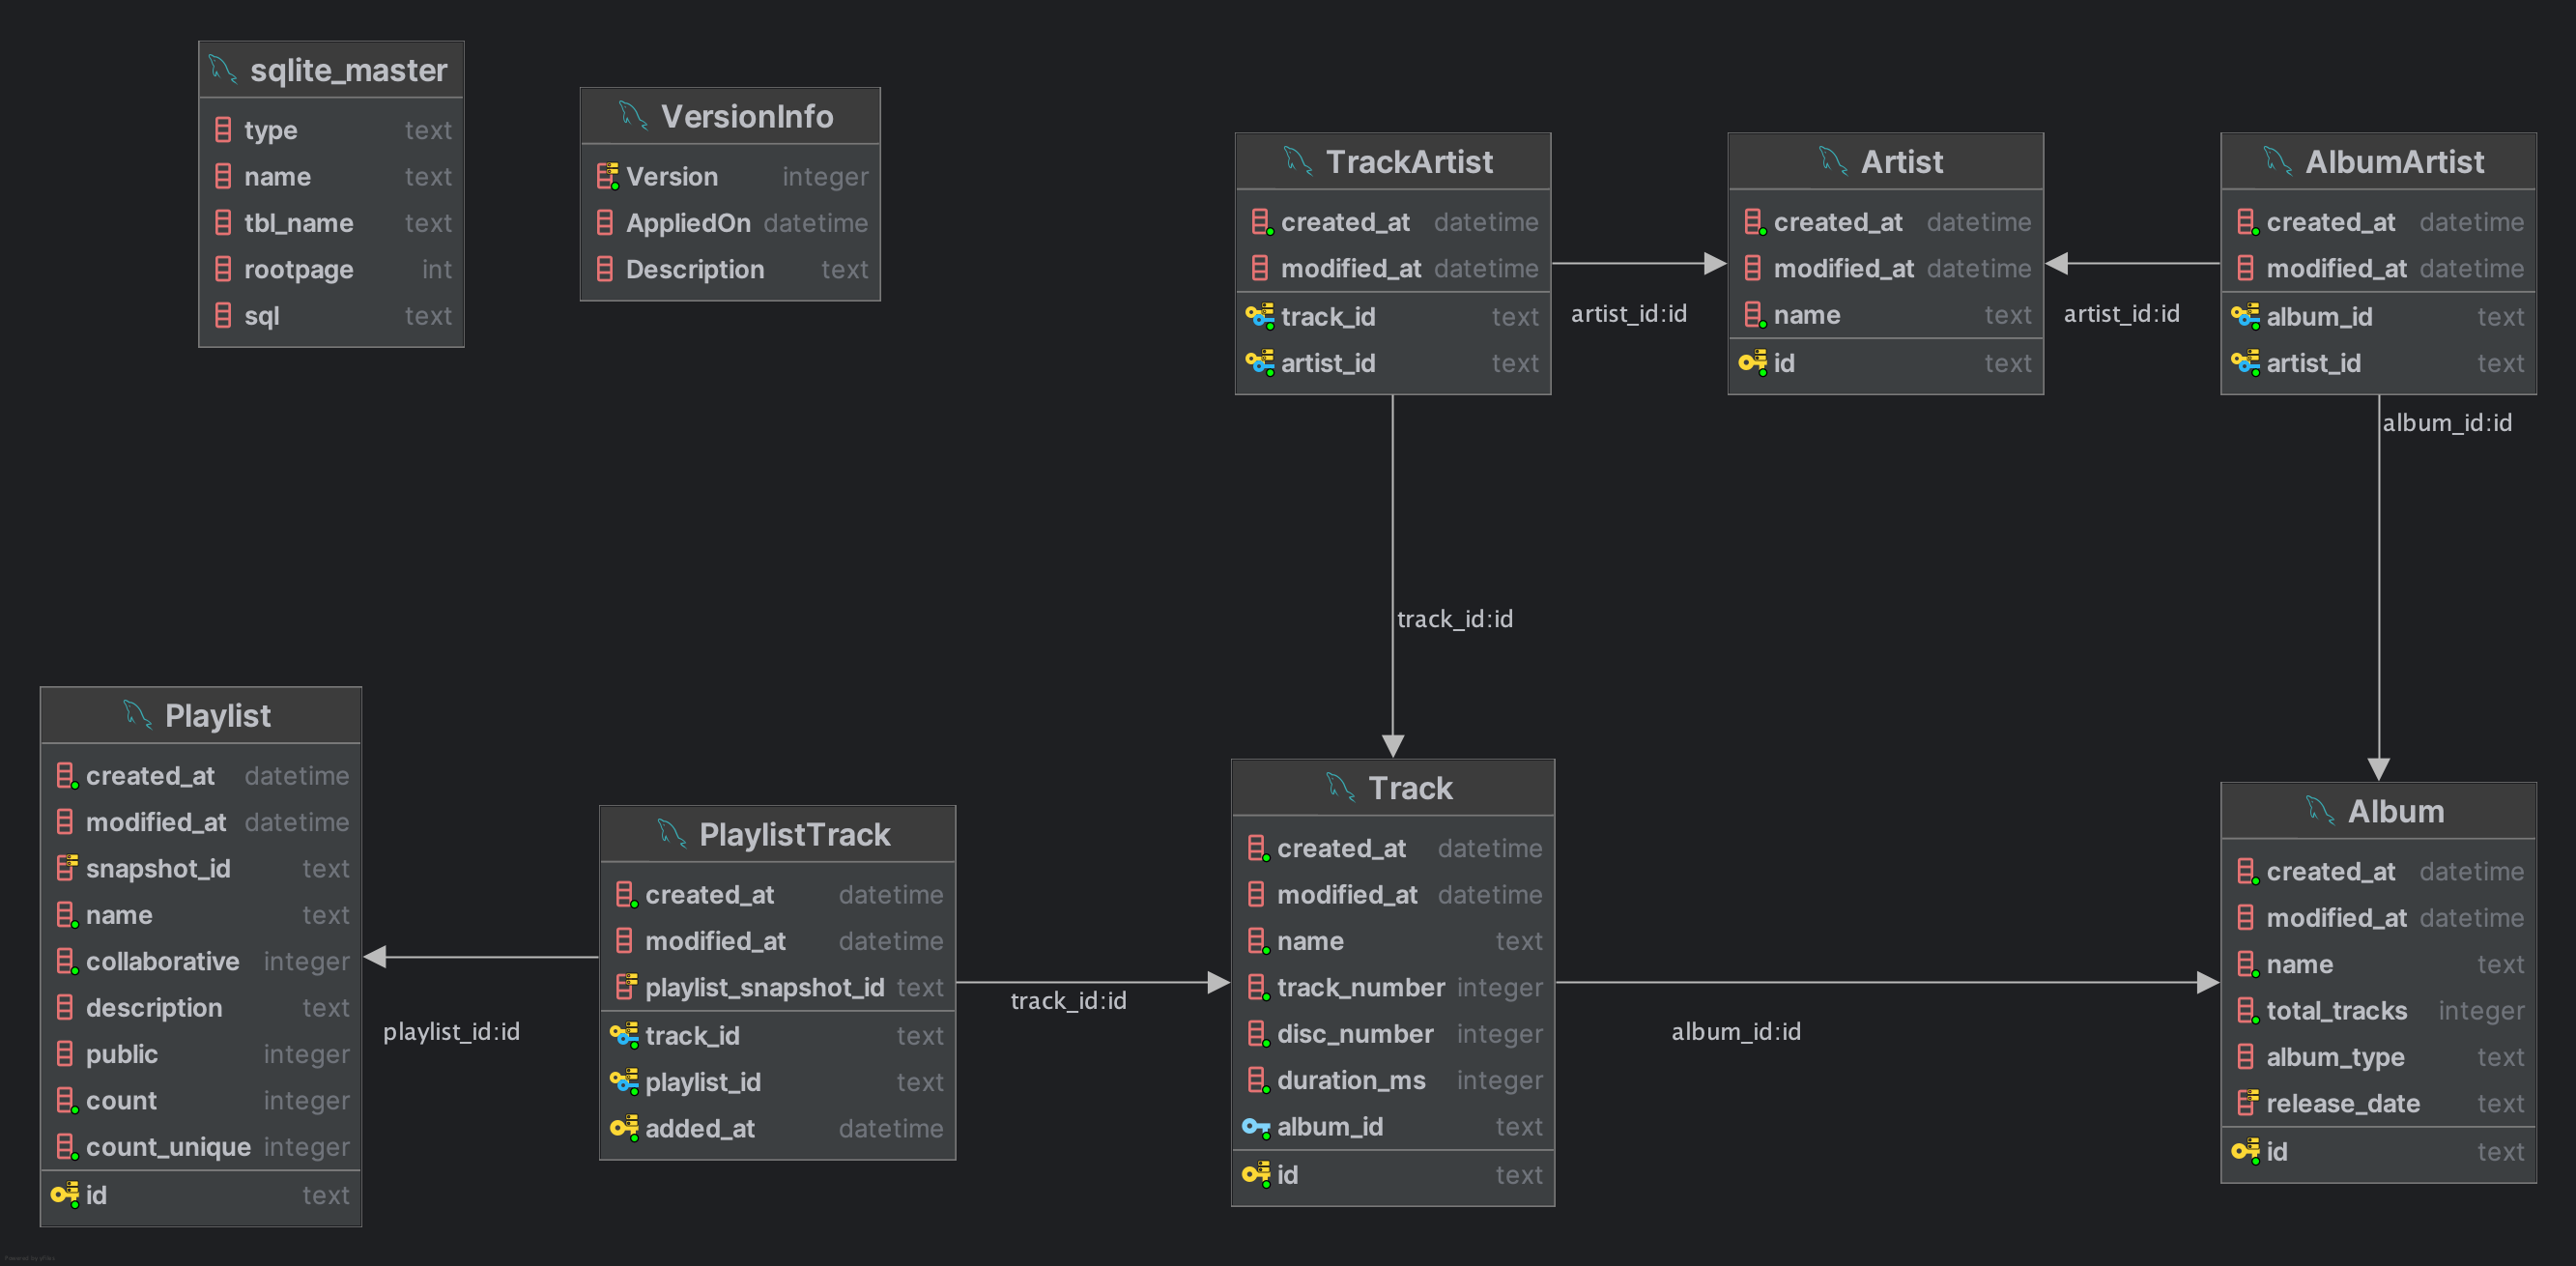 sqlite_master
type text
name text
tbl_name text
rootpage int
sql text
VersionInfo
Version integer
AppliedOn datetime
Description text
TrackArtist
created_at datetime
modified_at datetime
track_id text
artist_id text
artist_id:id
Artist
created_at datetime
modified_at datetime
name text
id text
artist_id:id
AlbumArtist
created_at datetime
modified_at datetime
album_id text
artist_id text
album_id:id
track_id:id
Playlist
created_at datetime
modified_at datetime
snapshot_id text
name text
collaborative integer
description text
public integer
count integer
count_unique integer
id text
playlist_id:id
PlaylistTrack
created_at datetime
modified_at datetime
playlist_snapshot_id text
track_id text
playlist_id text
added_at datetime
track_id:id
Track
created_at datetime
modified_at datetime
name text
track_number integer
disc_number integer
duration_ms integer
album_id text
id text
album_id:id
Album
created_at datetime
modified_at datetime
name text
total_tracks integer
album_type text
release_date text
id text
Powered by yFiles